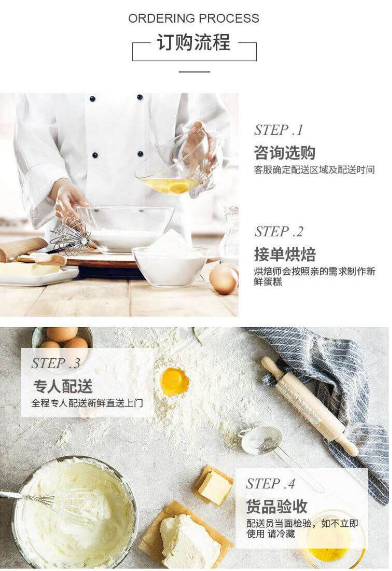 ORDERING PROCESS
订购流程
STEP .1
咨询选购
客服确定配送区域及配送时间
STEP .2
接单烘焙
烘焙师会按照亲的需求制作新
鲜蛋糕
STEP .3
专人配送
全程专人配送新鲜直送上门
STEP .4
货品验收
配送员当面检验，如不立即
使用 请冷藏